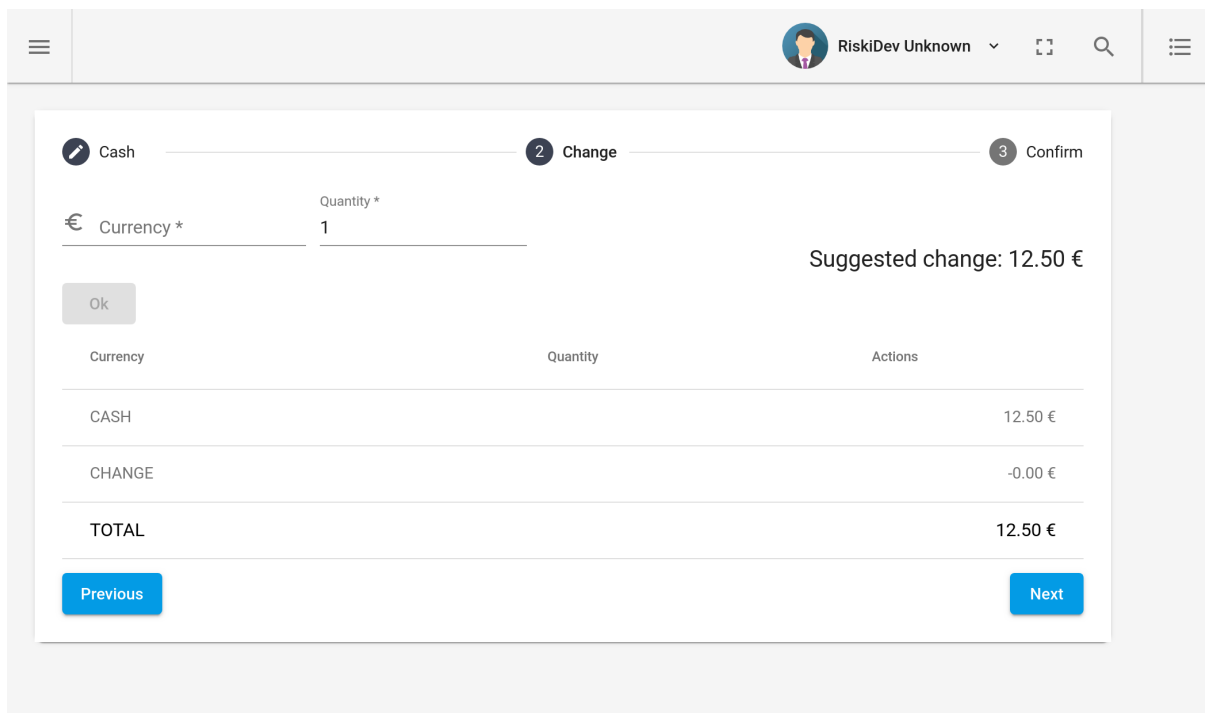 RiskiDev Unknown
Cash
2 Change
3 Confirm
Quantity *
€ Currency * 1
Suggested change: 12.50 €
Ok
Currency Quantity Actions
CASH 12.50 €
CHANGE -0.00 €
TOTAL 12.50 €
Previous Next